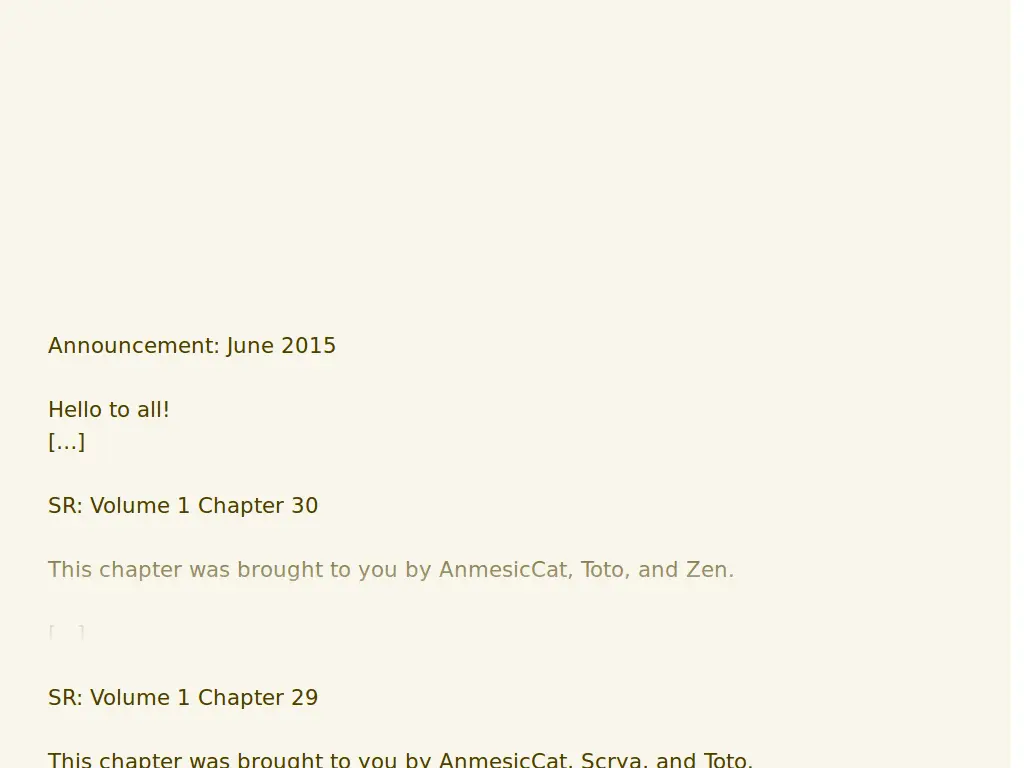 Announcement: June 2015
Hello to all!
[…]
SR: Volume 1 Chapter 30
This chapter was brought to you by AnmesicCat, Toto, and Zen.
SR: Volume 1 Chapter 29
This chapter was brought to you by AnmesicCat, Scrya, and Toto.